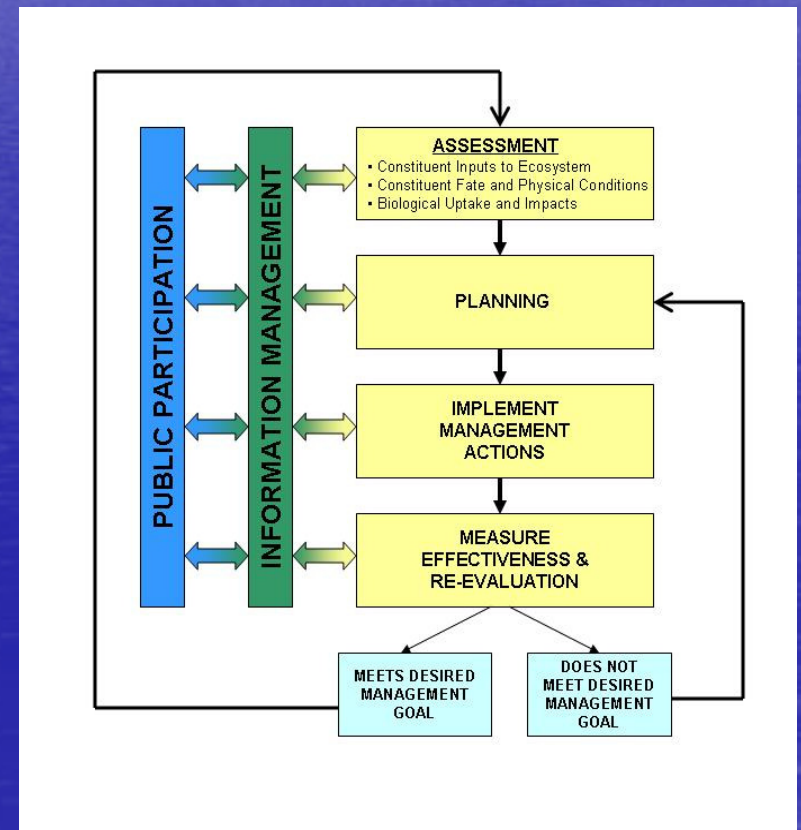 PUBLIC PARTICIPATION
INFORMATION MANAGEMENT
ASSESSMENT
• Constituent Inputs to Ecosystem
• Constituent Fate and Physical Conditions
• Biological Uptake and Impacts
PLANNING
IMPLEMENT
MANAGEMENT
ACTIONS
MEASURE
EFFECTIVENESS &
RE-EVALUATION
MEETS DESIRED
MANAGEMENT
GOAL
DOES NOT
MEET DESIRED
MANAGEMENT
GOAL